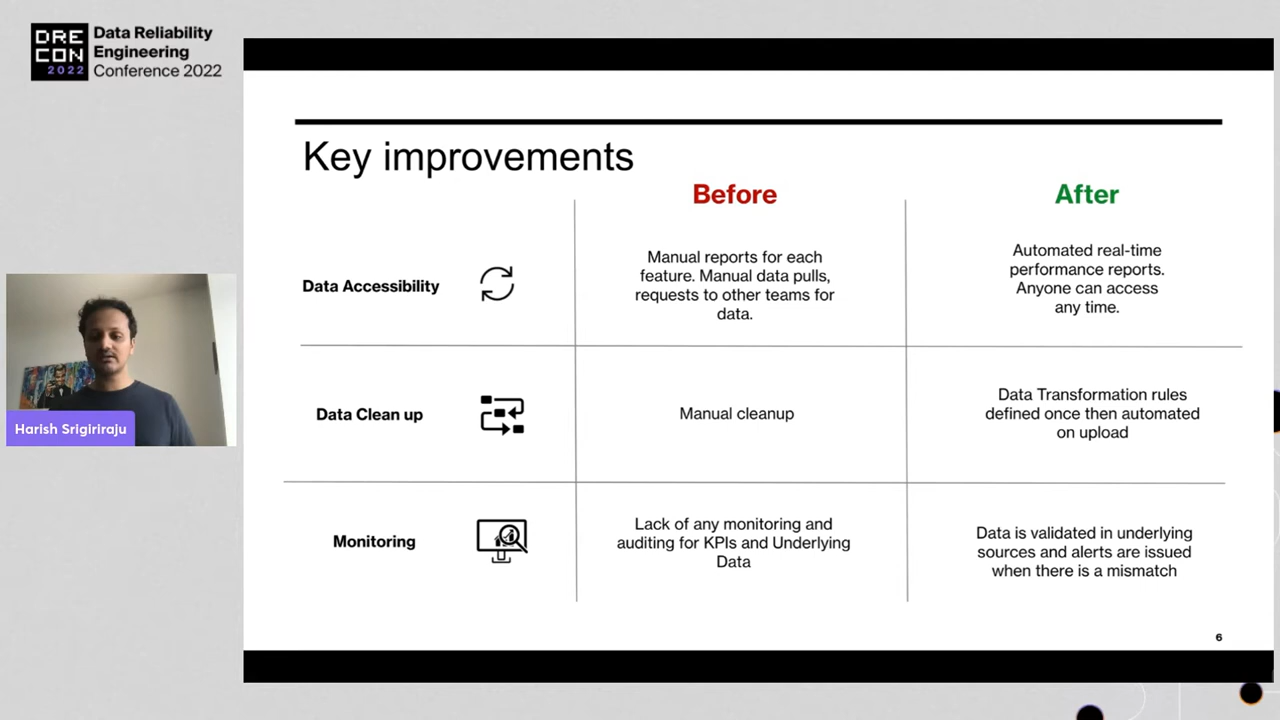 DRE
CON
2022
Data Reliability
Engineering
Conference 2022
Key improvements
Before
After
Data Accessibility
Manual reports for each
feature. Manual data pulls,
requests to other teams for
data.
Automated real-time
performance reports.
Anyone can access
any time.
Data Clean up
Manual cleanup
Data Transformation rules
defined once then automated
on upload
Monitoring
Lack of any monitoring and
auditing for KPIs and Underlying
Data
Data is validated in underlying
sources and alerts are issued
when there is a mismatch
Harish Srigiriraju
6